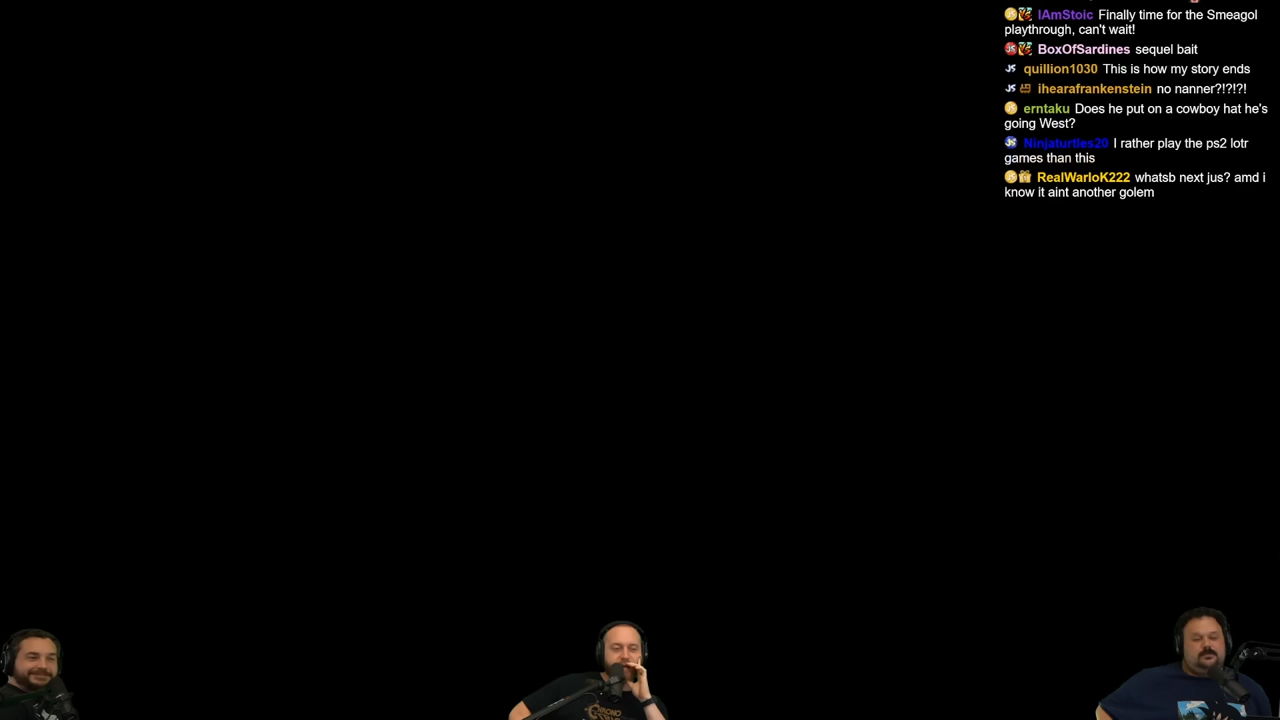 IAmStoic Finally time for the Smeagol
playthrough, can't wait!
BoxOfSardines sequel bait
quillion1030 This is how my story ends
ihearafrankenstein no nanner?!?!?!
erntaku Does he put on a cowboy hat he's
going West?
Ninjaturtles20 I rather play the ps2 lotr
games than this
RealWarloK222 whatsb next jus? amd i
know it aint another golem
CHRONO